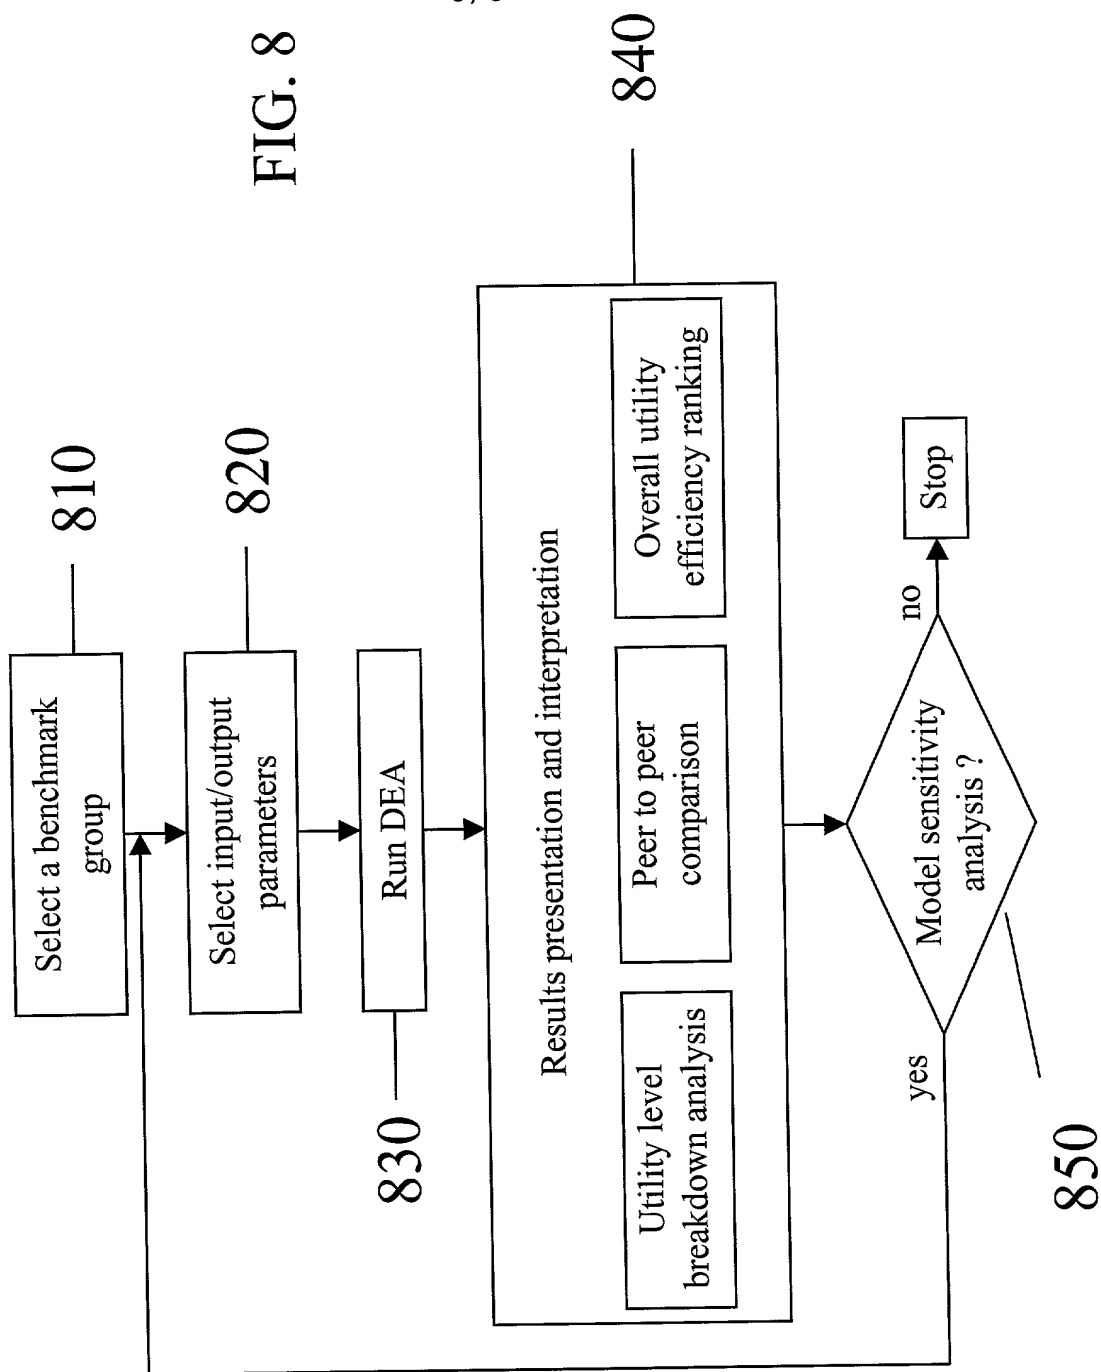 FIG. 8
Select a benchmark
group
810
Select input/output
parameters
820
Run DEA
830
Results presentation and interpretation
840
Utility level
breakdown analysis
Peer to peer
comparison
Overall utility
efficiency ranking
Model sensitivity
analysis ?
850
yes
no
Stop